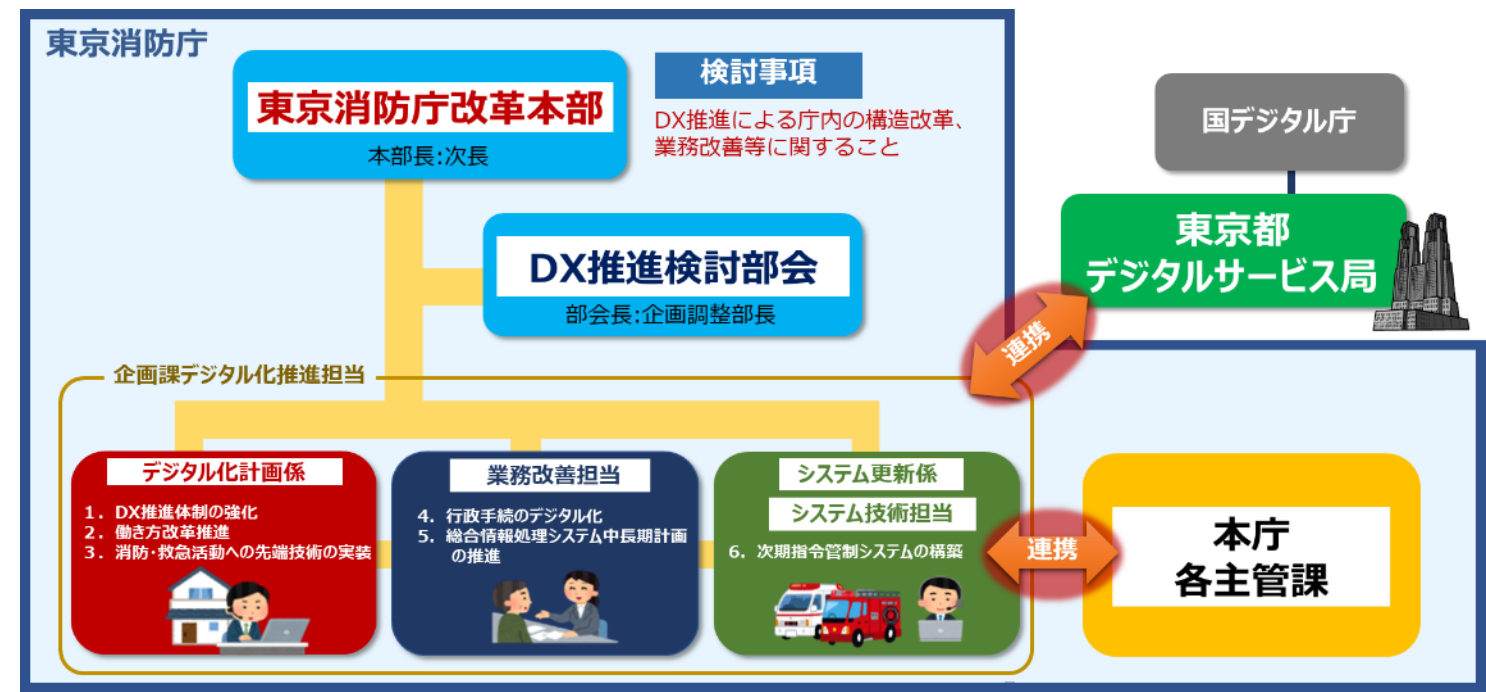 東京消防庁
東京消防庁改革本部
本部長:次長
検討事項
DX推進による庁内の構造改革、
業務改善等に関すること
国デジタル庁
東京都
デジタルサービス局
DX推進検討部会
部会長:企画調整部長
連携
企画課デジタル化推進担当
デジタル化計画係
1．DX推進体制の強化
2．働き方改革推進
3．消防・救急活動への先端技術の実装
業務改善担当
4．行政手続のデジタル化
5．総合情報処理システム中長期計画
の推進
システム更新係
システム技術担当
6．次期指令管制システムの構築
連携
本庁
各主管課